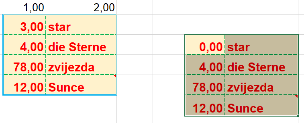 1,00 2,00
3,00 star 0,00 star
4,00 die Sterne 4,00 die Sterne
78,00 zvijezda 78,00 zvijezda
12,00 Sunce 12,00 Sunce